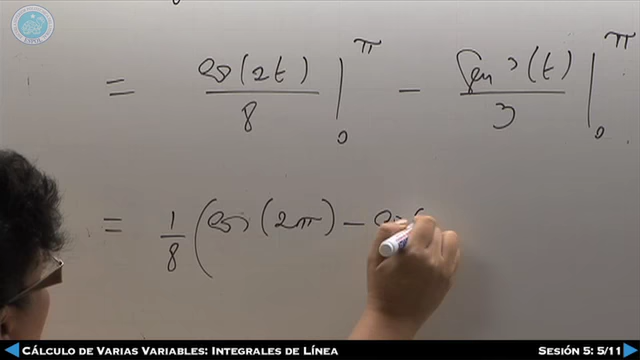 ESPOL
= cos(2t)/8 |₀^π − Sen³(t)/3 |₀^π
= 1/8 (cos(2π) − cos(
Cálculo de Varias Variables: Integrales de Línea
Sesión 5: 5/11